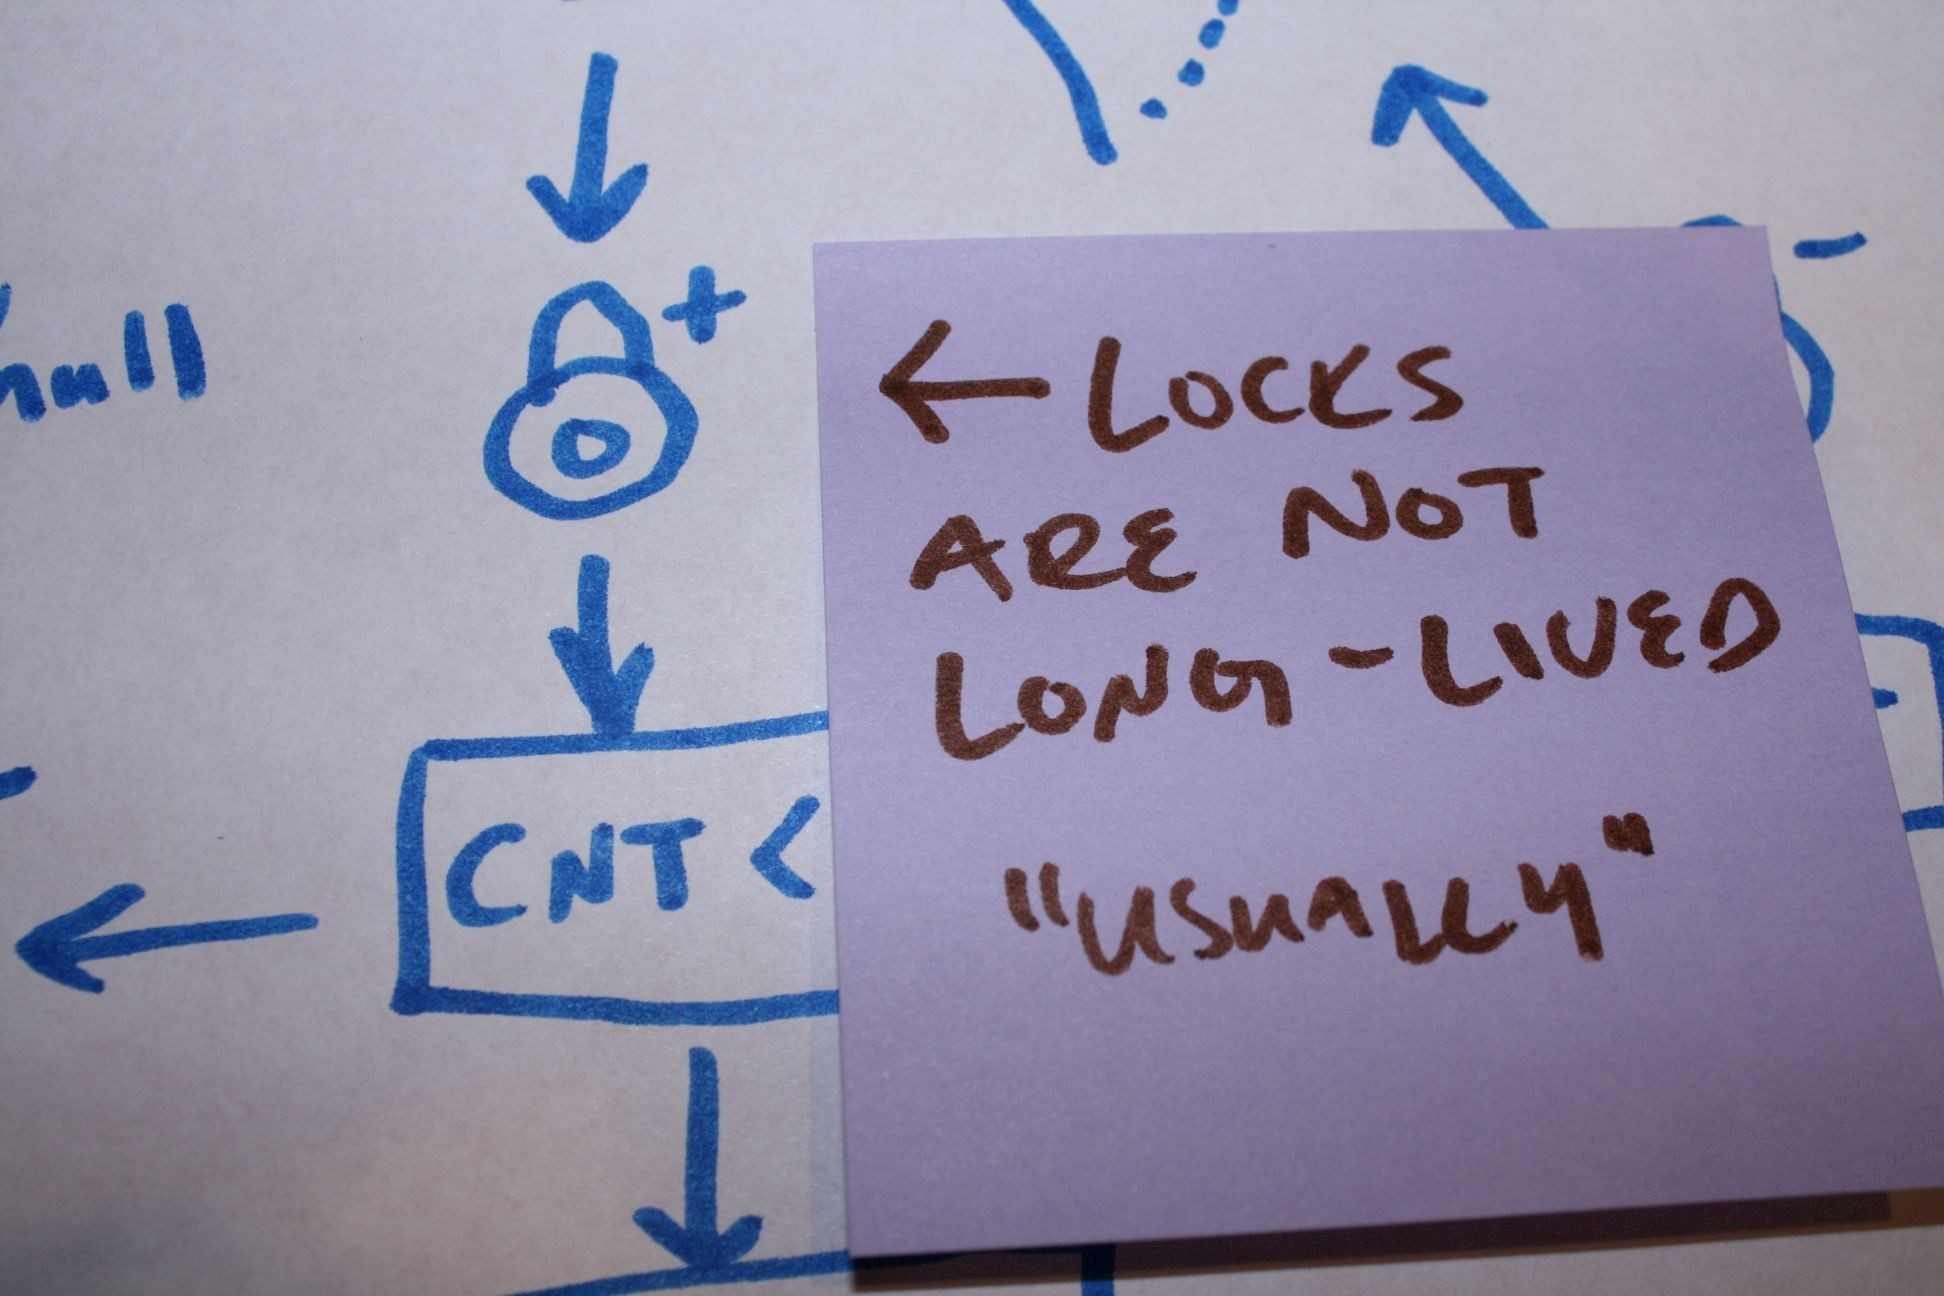 null
CNT <
← LOCKS
ARE NOT
LONG-LIVED
"USUALLY"